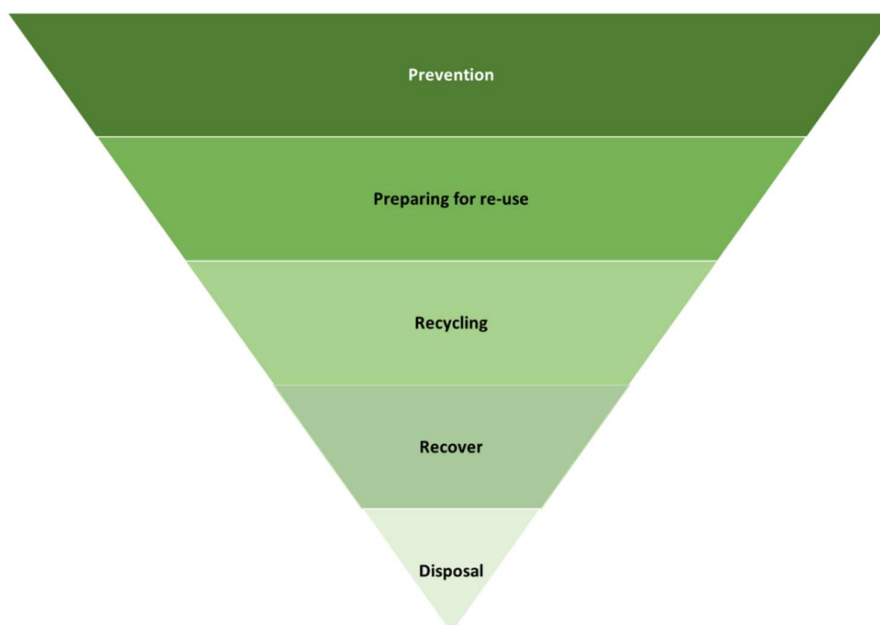 Prevention
Preparing for re-use
Recycling
Recover
Disposal